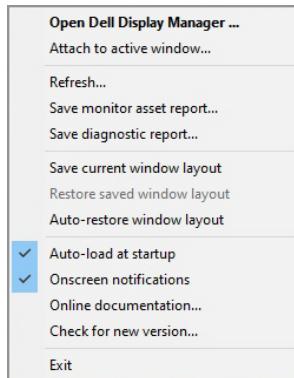 Open Dell Display Manager ...
Attach to active window...
Refresh...
Save monitor asset report...
Save diagnostic report...
Save current window layout
Restore saved window layout
Auto-restore window layout
Auto-load at startup
Onscreen notifications
Online documentation...
Check for new version...
Exit